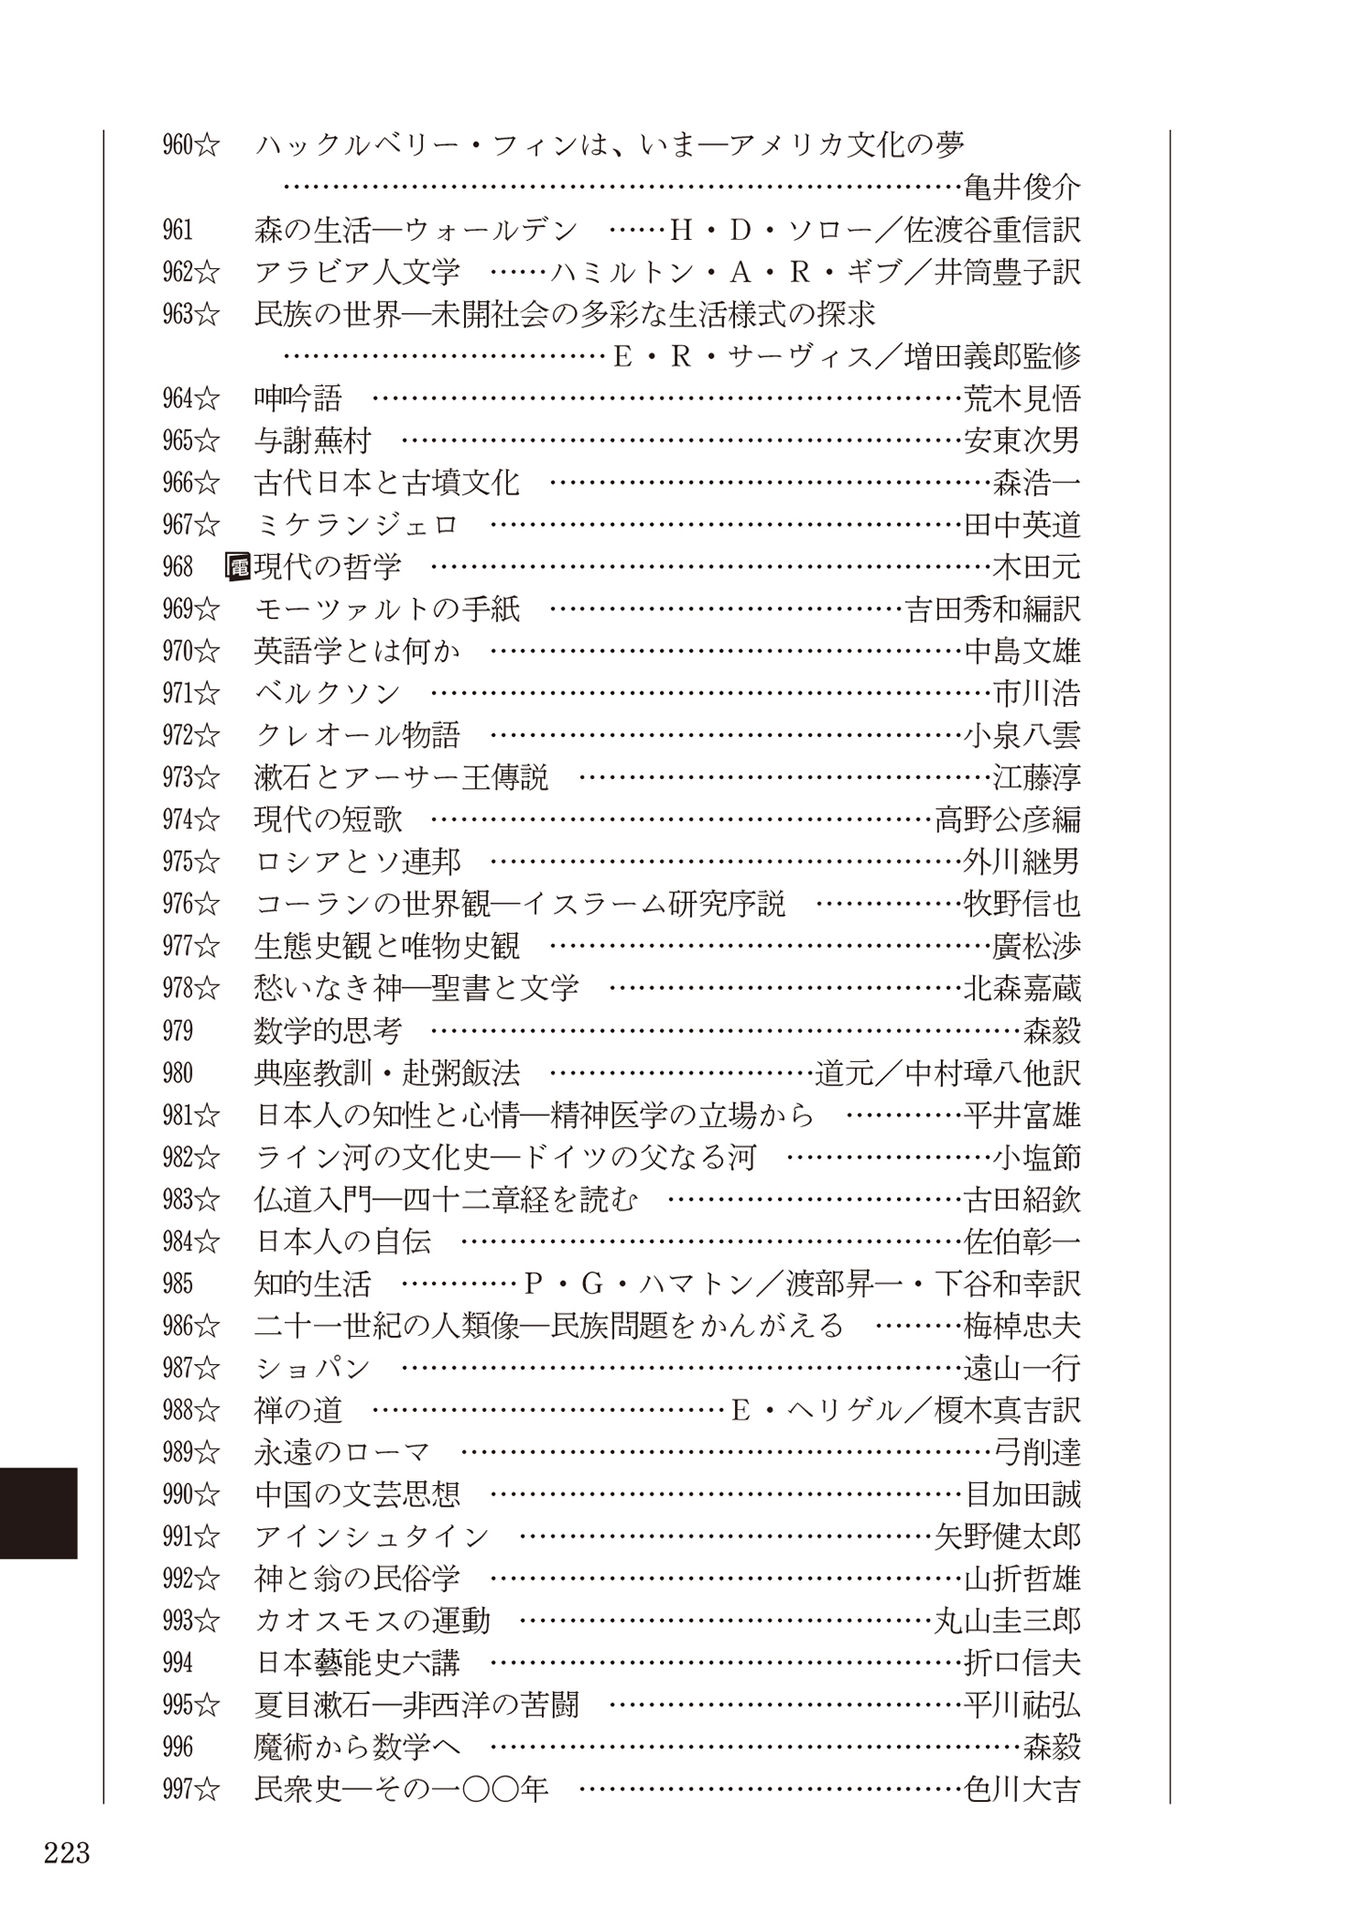 960☆ ハックルベリー・フィンは、いま―アメリカ文化の夢
……………………………………………………………亀井俊介
961 森の生活―ウォールデン ……Ｈ・Ｄ・ソロー／佐渡谷重信訳
962☆ アラビア人文学 ……ハミルトン・Ａ・Ｒ・ギブ／井筒豊子訳
963☆ 民族の世界―未開社会の多彩な生活様式の探求
……………………………Ｅ・Ｒ・サーヴィス／増田義郎監修
964☆ 呻吟語 ……………………………………………………荒木見悟
965☆ 与謝蕪村 …………………………………………………安東次男
966☆ 古代日本と古墳文化 ………………………………………森浩一
967☆ ミケランジェロ …………………………………………田中英道
968 電 現代の哲学 …………………………………………………木田元
969☆ モーツァルトの手紙 ………………………………吉田秀和編訳
970☆ 英語学とは何か …………………………………………中島文雄
971☆ ベルクソン …………………………………………………市川浩
972☆ クレオール物語 …………………………………………小泉八雲
973☆ 漱石とアーサー王傳説 ……………………………………江藤淳
974☆ 現代の短歌 ……………………………………………高野公彦編
975☆ ロシアとソ連邦 …………………………………………外川継男
976☆ コーランの世界観―イスラーム研究序説 ……………牧野信也
977☆ 生態史観と唯物史観 ………………………………………廣松渉
978☆ 愁いなき神―聖書と文学 ………………………………北森嘉蔵
979 数学的思考 ……………………………………………………森毅
980 典座教訓・赴粥飯法 ………………………道元／中村璋八他訳
981☆ 日本人の知性と心情―精神医学の立場から …………平井富雄
982☆ ライン河の文化史―ドイツの父なる河 …………………小塩節
983☆ 仏道入門―四十二章経を読む …………………………古田紹欽
984☆ 日本人の自伝 ……………………………………………佐伯彰一
985 知的生活 …………Ｐ・Ｇ・ハマトン／渡部昇一・下谷和幸訳
986☆ 二十一世紀の人類像―民族問題をかんがえる ………梅棹忠夫
987☆ ショパン …………………………………………………遠山一行
988☆ 禅の道 ………………………………Ｅ・ヘリゲル／榎木真吉訳
989☆ 永遠のローマ ………………………………………………弓削達
990☆ 中国の文芸思想 …………………………………………目加田誠
991☆ アインシュタイン ……………………………………矢野健太郎
992☆ 神と翁の民俗学 …………………………………………山折哲雄
993☆ カオスモスの運動 ……………………………………丸山圭三郎
994 日本藝能史六講 …………………………………………折口信夫
995☆ 夏目漱石―非西洋の苦闘 ………………………………平川祐弘
996 魔術から数学へ ………………………………………………森毅
997☆ 民衆史―その一〇〇年 …………………………………色川大吉
223